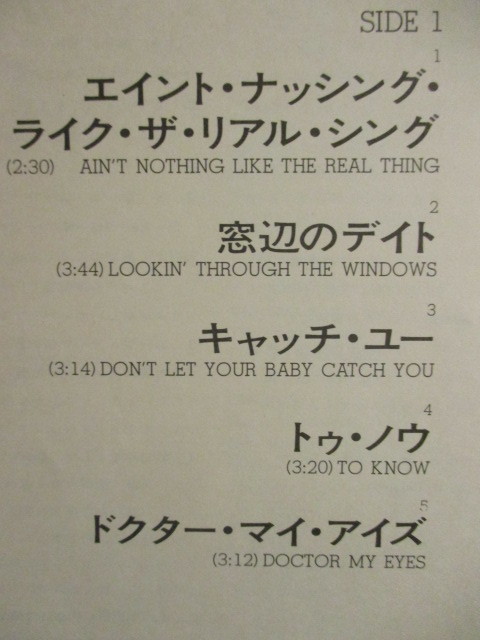 SIDE 1
1
エイント・ナッシング・
ライク・ザ・リアル・シング
(2:30) AIN'T NOTHING LIKE THE REAL THING
2
窓辺のデイト
(3:44) LOOKIN' THROUGH THE WINDOWS
3
キャッチ・ユー
(3:14) DON'T LET YOUR BABY CATCH YOU
4
トゥ・ノウ
(3:20) TO KNOW
5
ドクター・マイ・アイズ
(3:12) DOCTOR MY EYES